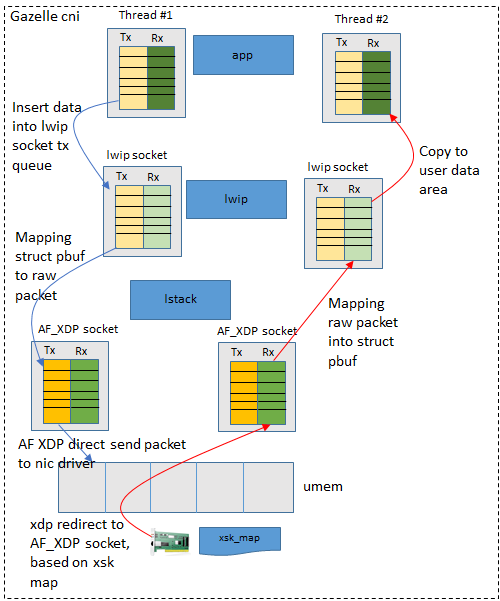 Gazelle cni
Thread #1
Tx Rx
app
Thread #2
Tx Rx
Insert data
into lwip
socket tx
queue
Copy to
user data
area
lwip socket
Tx Rx
lwip
lwip socket
Tx Rx
Mapping
struct pbuf
to raw
packet
lstack
Mapping
raw packet
into struct
pbuf
AF_XDP socket
Tx Rx
AF_XDP socket
Tx Rx
AF XDP direct send packet
to nic driver
umem
xdp redirect to
AF_XDP socket,
based on xsk
map
xsk_map